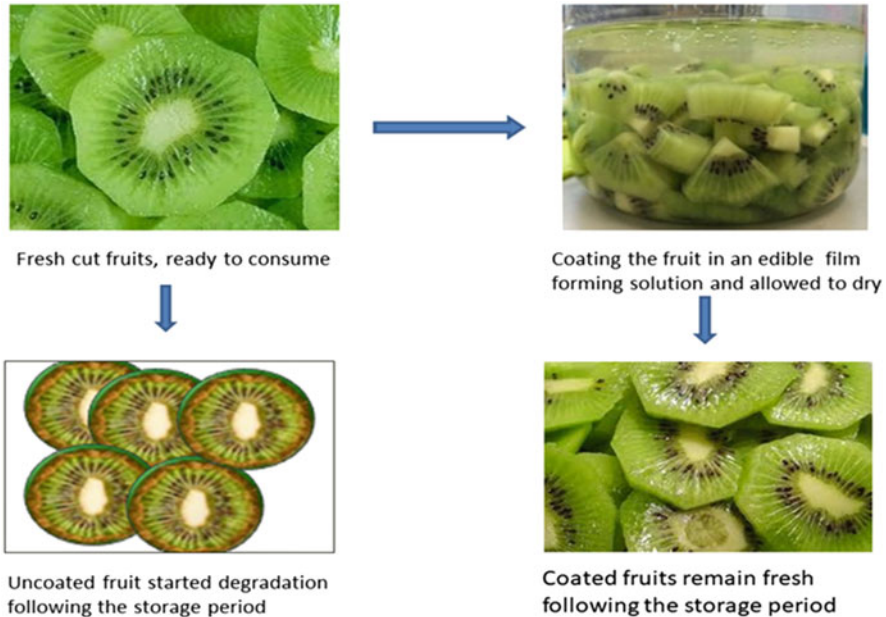 Fresh cut fruits, ready to consume
Coating the fruit in an edible film
forming solution and allowed to dry
Uncoated fruit started degradation
following the storage period
Coated fruits remain fresh
following the storage period